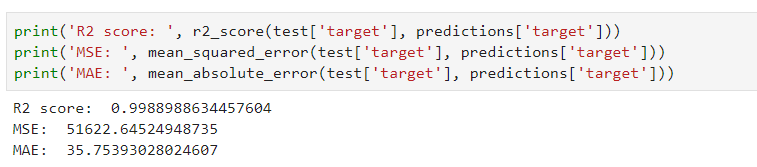 print('R2 score: ', r2_score(test['target'], predictions['target']))
print('MSE: ', mean_squared_error(test['target'], predictions['target']))
print('MAE: ', mean_absolute_error(test['target'], predictions['target']))
R2 score:  0.9988988634457604
MSE:  51622.64524948735
MAE:  35.75393028024607